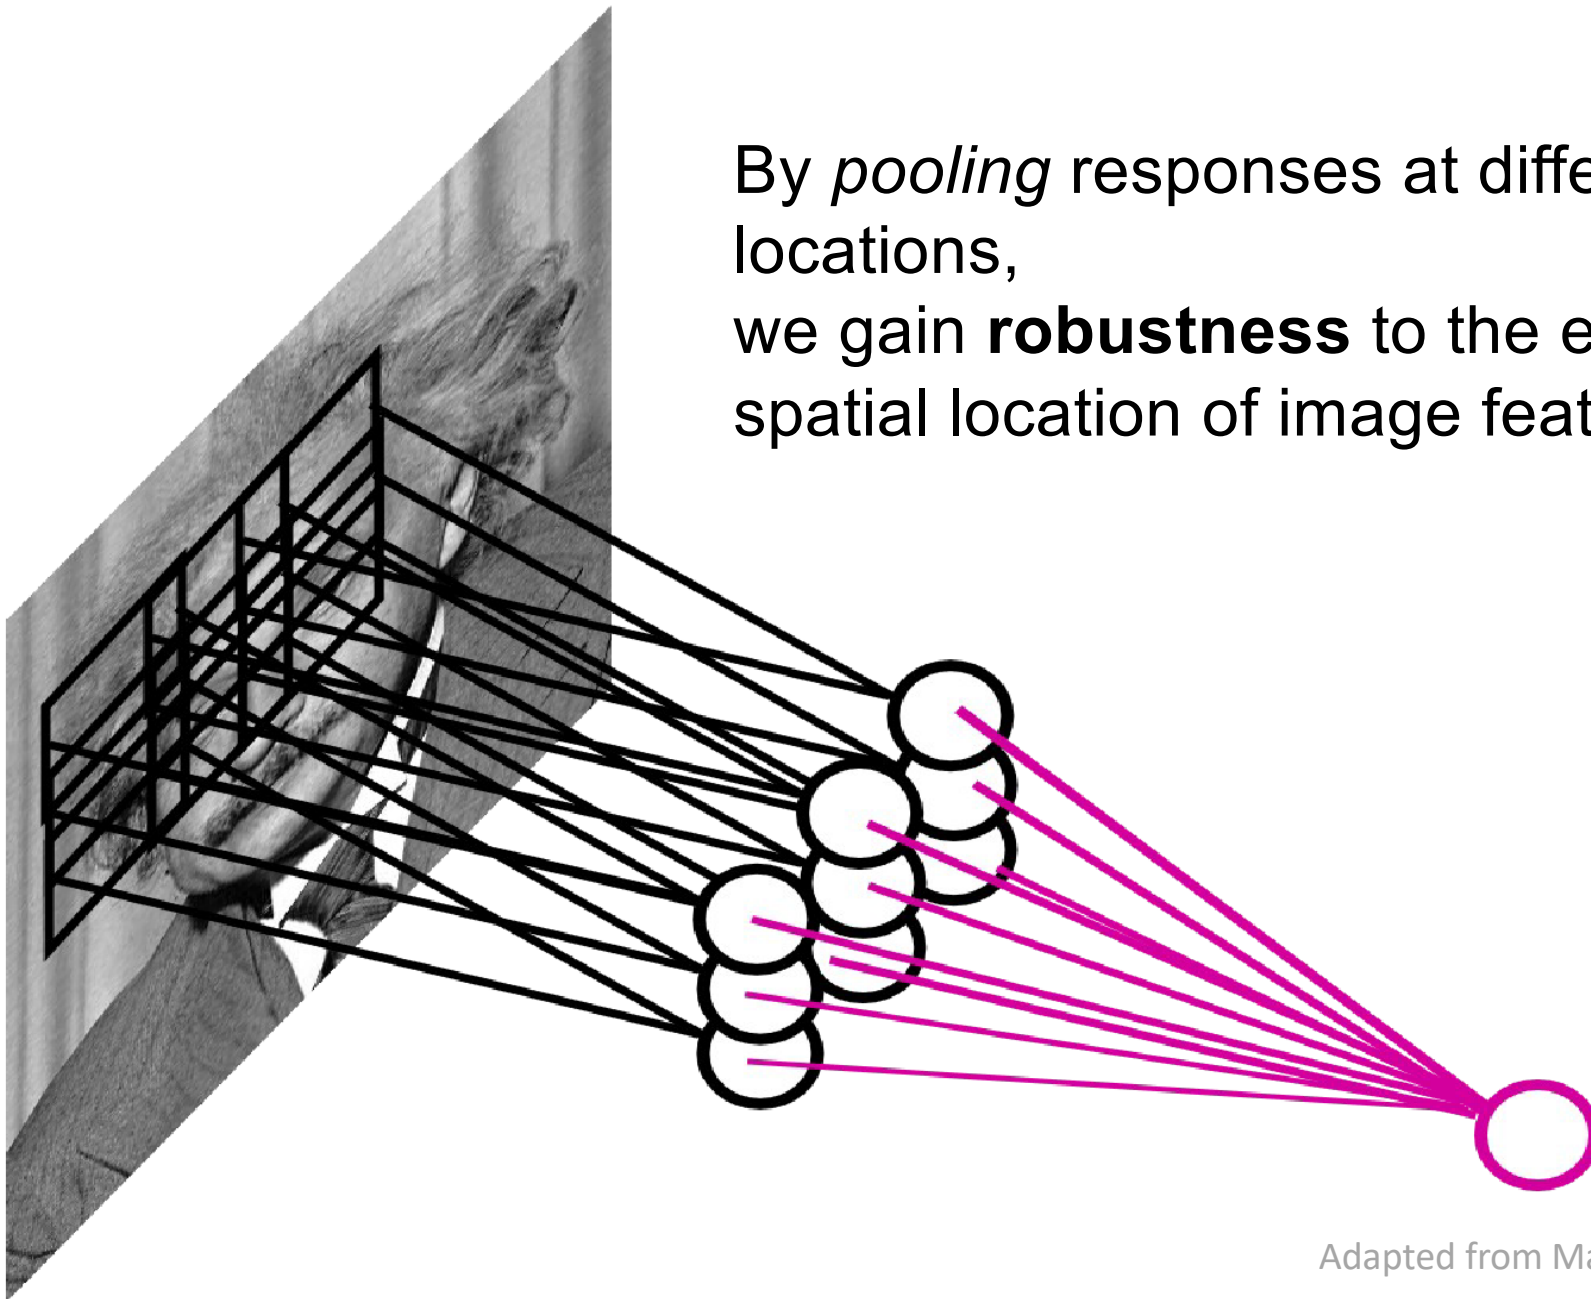 By pooling responses at diffe
locations,
we gain robustness to the e
spatial location of image feat
Adapted from Ma